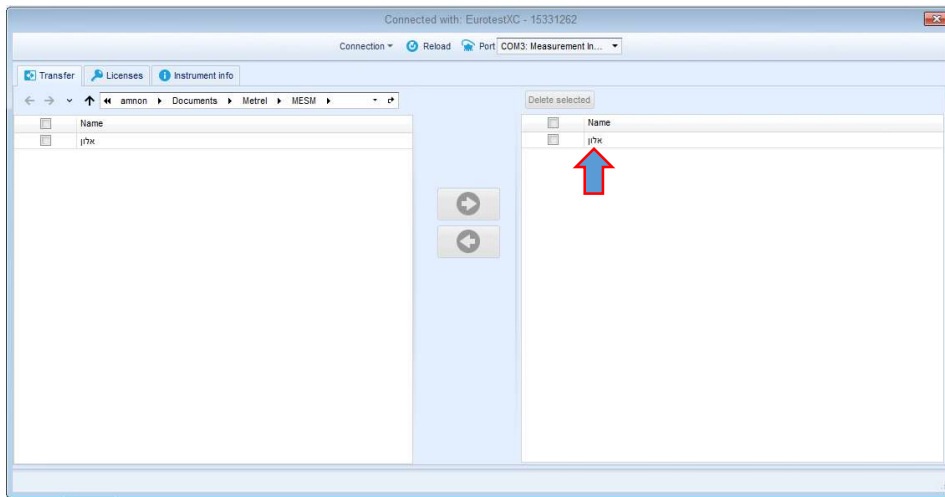 Connected with: EurotestXC - 15331262
Connection Reload Port COM3: Measurement In...
Transfer Licenses Instrument info
amnon Documents Metrel MESM
Delete selected
Name
אלון
Name
אלון